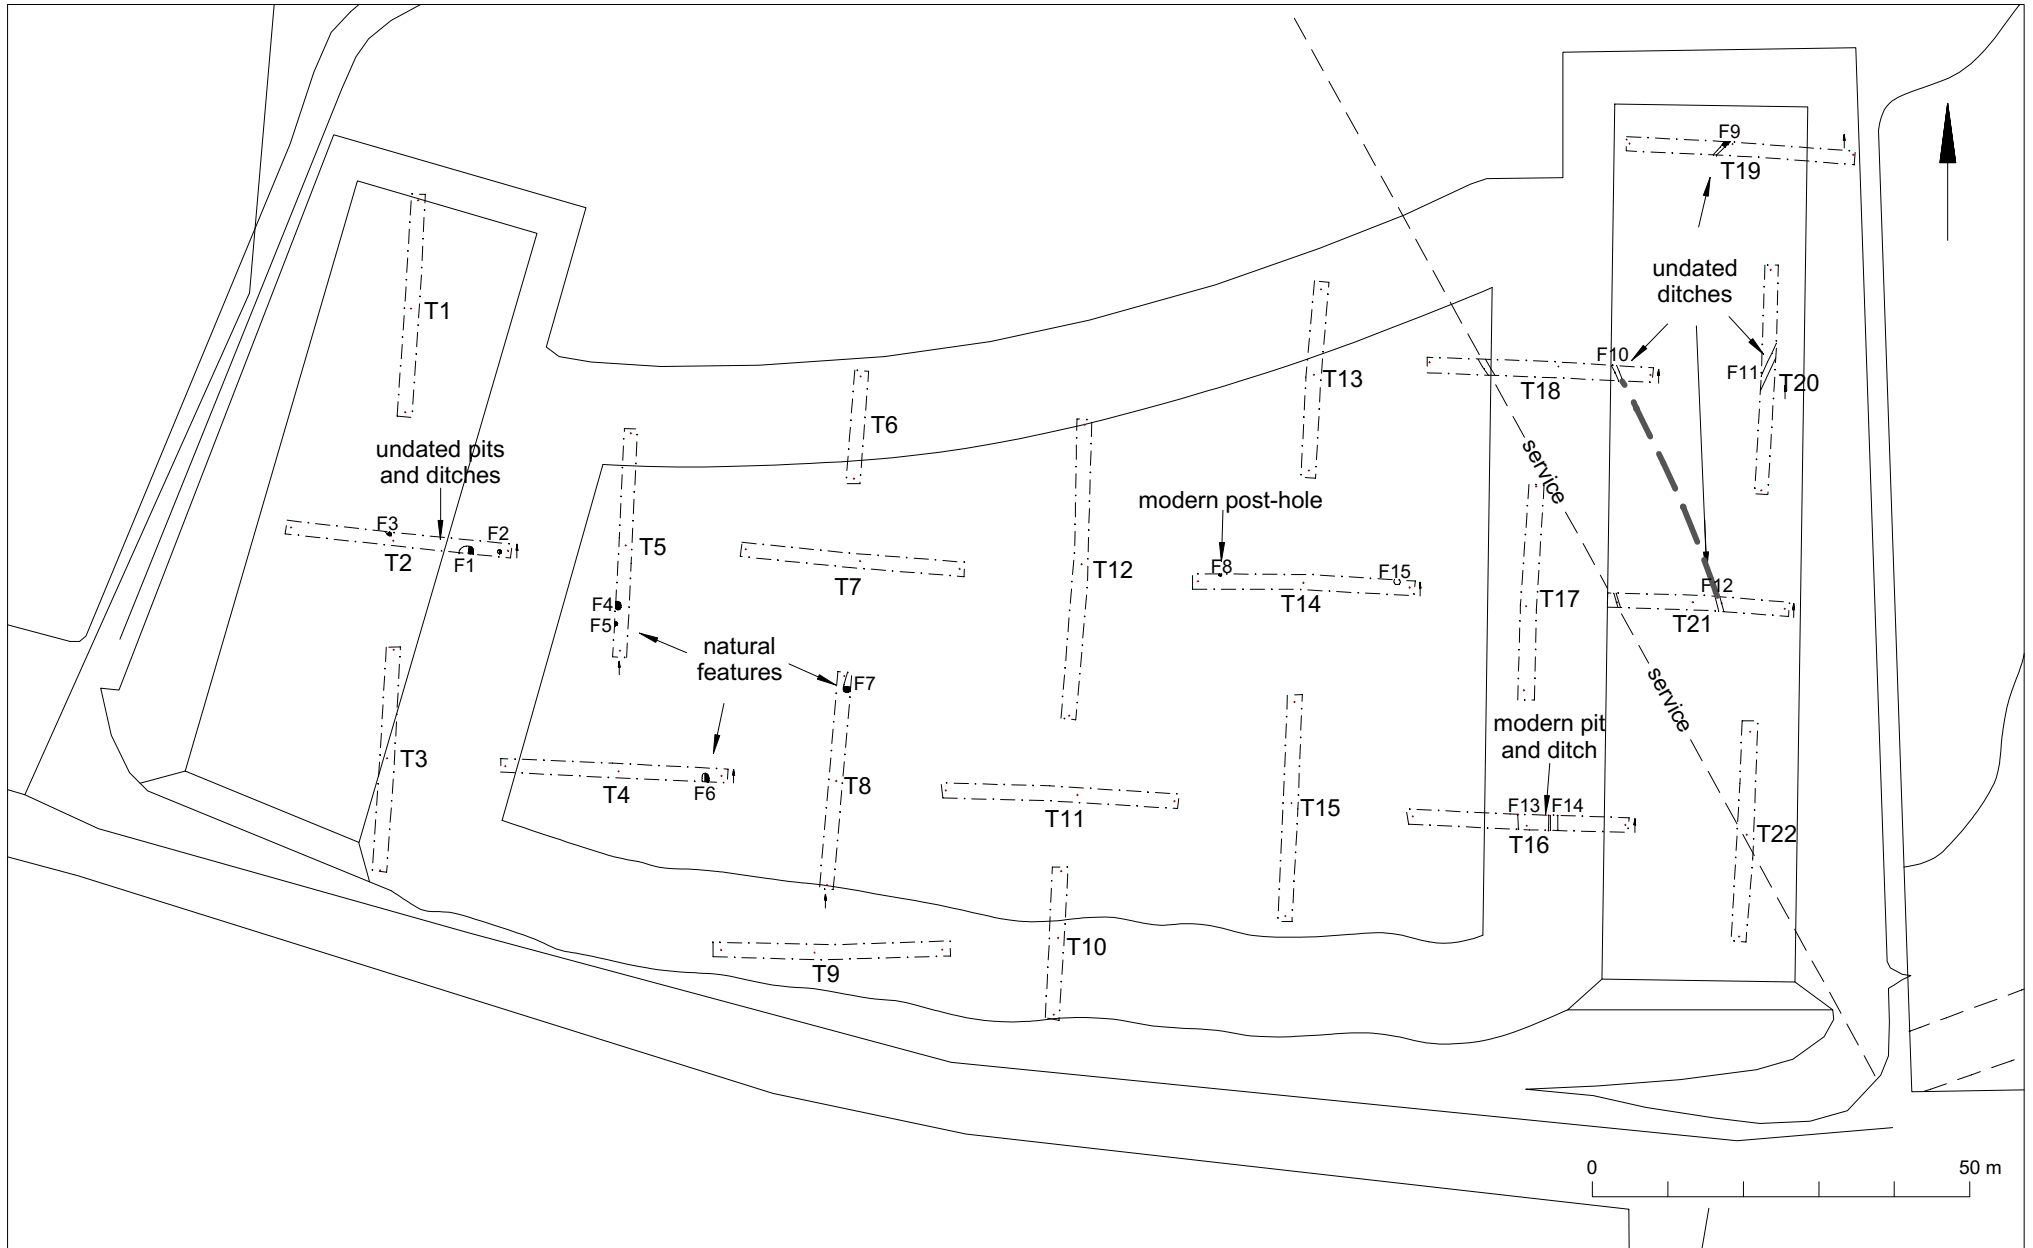 F9
T19
undated
ditches
T1
F10
T13
T18
F11
T20
T6
undated pits
and ditches
service
modern post-hole
F3
F2
T2
F1
T5
T7
T12
F8
F15
T14
F12
T17
T21
F4
F5
natural
features
F7
service
modern pit
and ditch
T3
T4
F6
T8
T11
T15
F13
F14
T16
T22
T9
T10
0
50 m